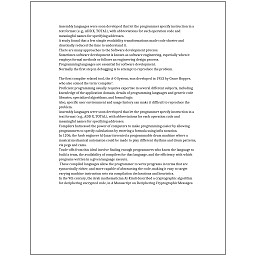 Assembly languages were soon developed that let the programmer specify instruction in a
text format (e.g., ADD X, TOTAL), with abbreviations for each operation code and
meaningful names for specifying addresses.
A study found that a few simple readability transformations made code shorter and
drastically reduced the time to understand it.
There are many approaches to the Software development process.
Sometimes software development is known as software engineering, especially when it
employs formal methods or follows an engineering design process.
Programming languages are essential for software development.
Normally the first step in debugging is to attempt to reproduce the problem.

The first compiler related tool, the A-0 System, was developed in 1952 by Grace Hopper,
who also coined the term 'compiler'.
Proficient programming usually requires expertise in several different subjects, including
knowledge of the application domain, details of programming languages and generic code
libraries, specialized algorithms, and formal logic.
Also, specific user environment and usage history can make it difficult to reproduce the
problem.
Assembly languages were soon developed that let the programmer specify instruction in a
text format (e.g., ADD X, TOTAL), with abbreviations for each operation code and
meaningful names for specifying addresses.
Compilers harnessed the power of computers to make programming easier by allowing
programmers to specify calculations by entering a formula using infix notation.
In 1206, the Arab engineer Al-Jazari invented a programmable drum machine where a
musical mechanical automaton could be made to play different rhythms and drum patterns,
via pegs and cams.
Trade-offs from this ideal involve finding enough programmers who know the language to
build a team, the availability of compilers for that language, and the efficiency with which
programs written in a given language execute.
These compiled languages allow the programmer to write programs in terms that are
syntactically richer, and more capable of abstracting the code, making it easy to target
varying machine instruction sets via compilation declarations and heuristics.
In the 9th century, the Arab mathematician Al-Kindi described a cryptographic algorithm
for deciphering encrypted code, in A Manuscript on Deciphering Cryptographic Messages.